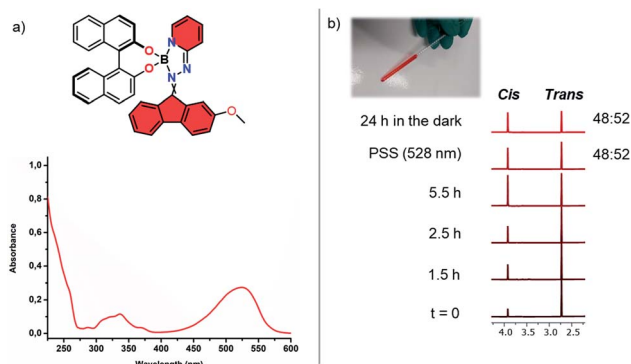 a)
O
N
B
N
O
N
O
Absorbance
1,0
0,8
0,6
0,4
0,2
0,0
250 300 350 400 450 500 550 600
Wavelength (nm)
b)
Cis Trans
24 h in the dark 48:52
PSS (528 nm) 48:52
5.5 h
2.5 h
1.5 h
t = 0
4.0 3.5 3.0 2.5